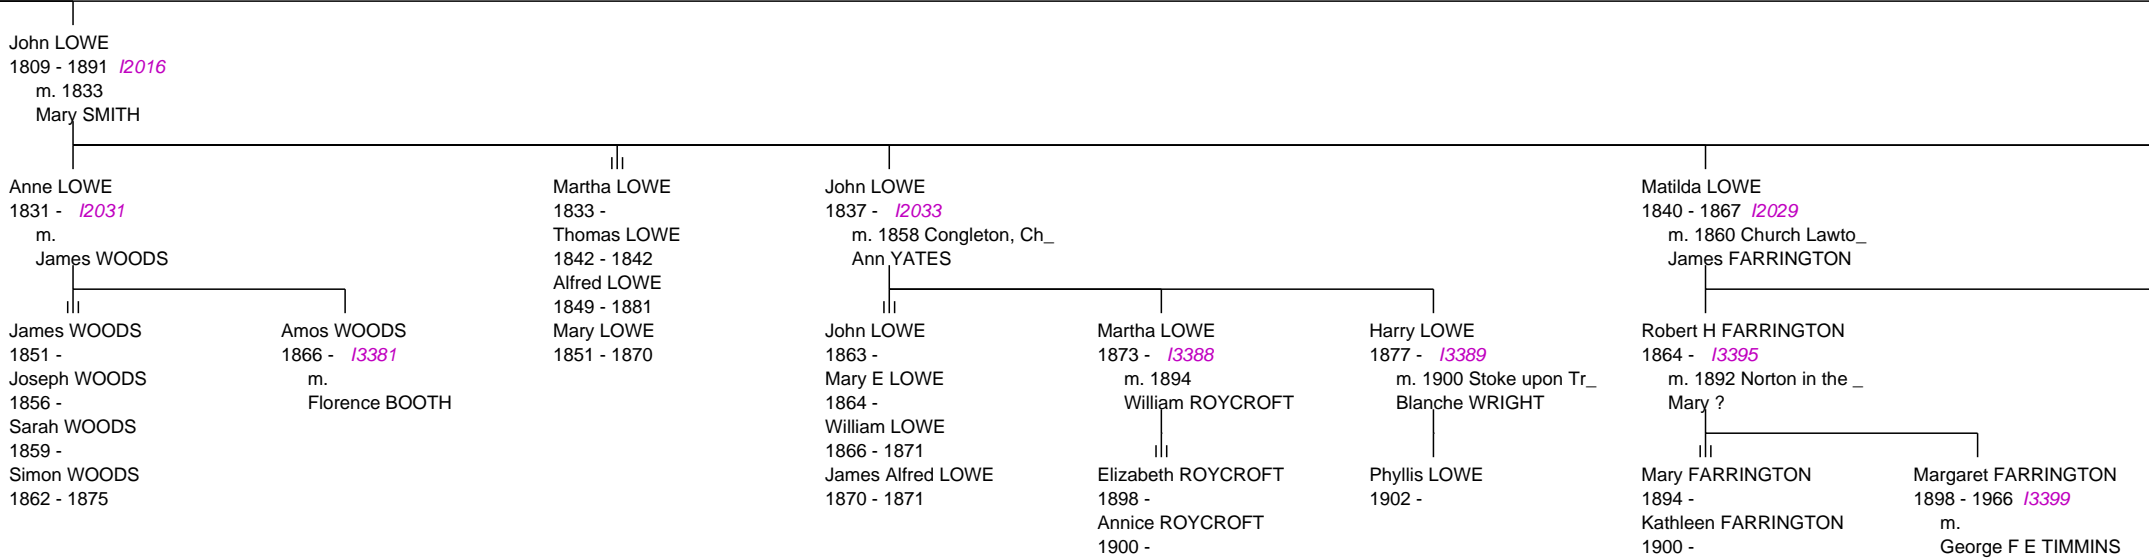 John LOWE
1809 - 1891 I2016
m. 1833
Mary SMITH
Anne LOWE
1831 - I2031
m.
James WOODS
James WOODS
1851 -
Joseph WOODS
1856 -
Sarah WOODS
1859 -
Simon WOODS
1862 - 1875
Amos WOODS
1866 - I3381
m.
Florence BOOTH
Martha LOWE
1833 -
Thomas LOWE
1842 - 1842
Alfred LOWE
1849 - 1881
Mary LOWE
1851 - 1870
John LOWE
1837 - I2033
m. 1858 Congleton, Ch_
Ann YATES
John LOWE
1863 -
Mary E LOWE
1864 -
William LOWE
1866 - 1871
James Alfred LOWE
1870 - 1871
Martha LOWE
1873 - I3388
m. 1894
William ROYCROFT
Elizabeth ROYCROFT
1898 -
Annice ROYCROFT
1900 -
Harry LOWE
1877 - I3389
m. 1900 Stoke upon Tr_
Blanche WRIGHT
Phyllis LOWE
1902 -
Matilda LOWE
1840 - 1867 I2029
m. 1860 Church Lawto_
James FARRINGTON
Robert H FARRINGTON
1864 - I3395
m. 1892 Norton in the _
Mary ?
Mary FARRINGTON
1894 -
Kathleen FARRINGTON
1900 -
Margaret FARRINGTON
1898 - 1966 I3399
m.
George F E TIMMINS